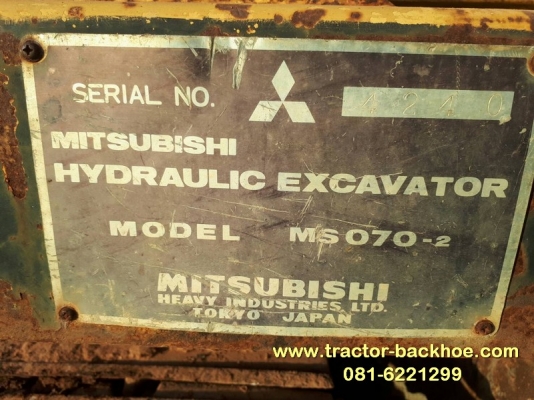 SERIAL NO. 4240
MITSUBISHI
HYDRAULIC EXCAVATOR
MODEL MS070-2
MITSUBISHI
HEAVY INDUSTRIES, LTD.
TOKYO JAPAN
www.tractor-backhoe.com
081-6221299